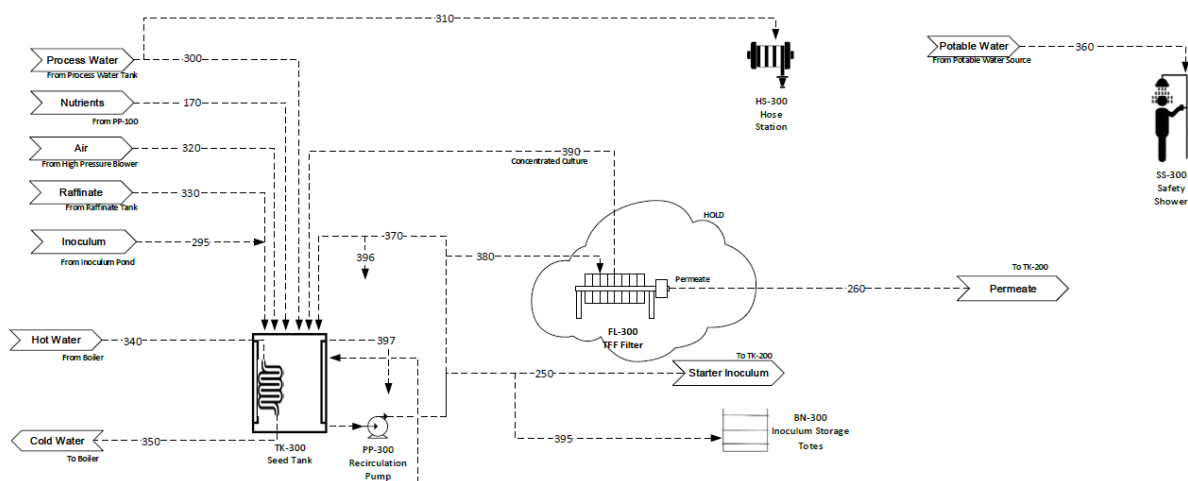 310
Process Water
300
From Process Water Tank
Potable Water
360
From Potable Water Source
Nutrients
170
From PP-100
HS-300
Hose
Station
Air
320
From High Pressure Blower
390
Concentrated Culture
SS-300
Safety
Shower
Raffinate
330
From Raffinate Tank
HOLD
Inoculum
295
From Inoculum Pond
370
396
380
Permeate
260
To TK-200
Permeate
FL-300
TFF Filter
Hot Water
340
From Boiler
397
To TK-200
250
Starter Inoculum
BN-300
Inoculum Storage
Totes
395
Cold Water
350
To Boiler
TK-300
Seed Tank
PP-300
Recirculation
Pump